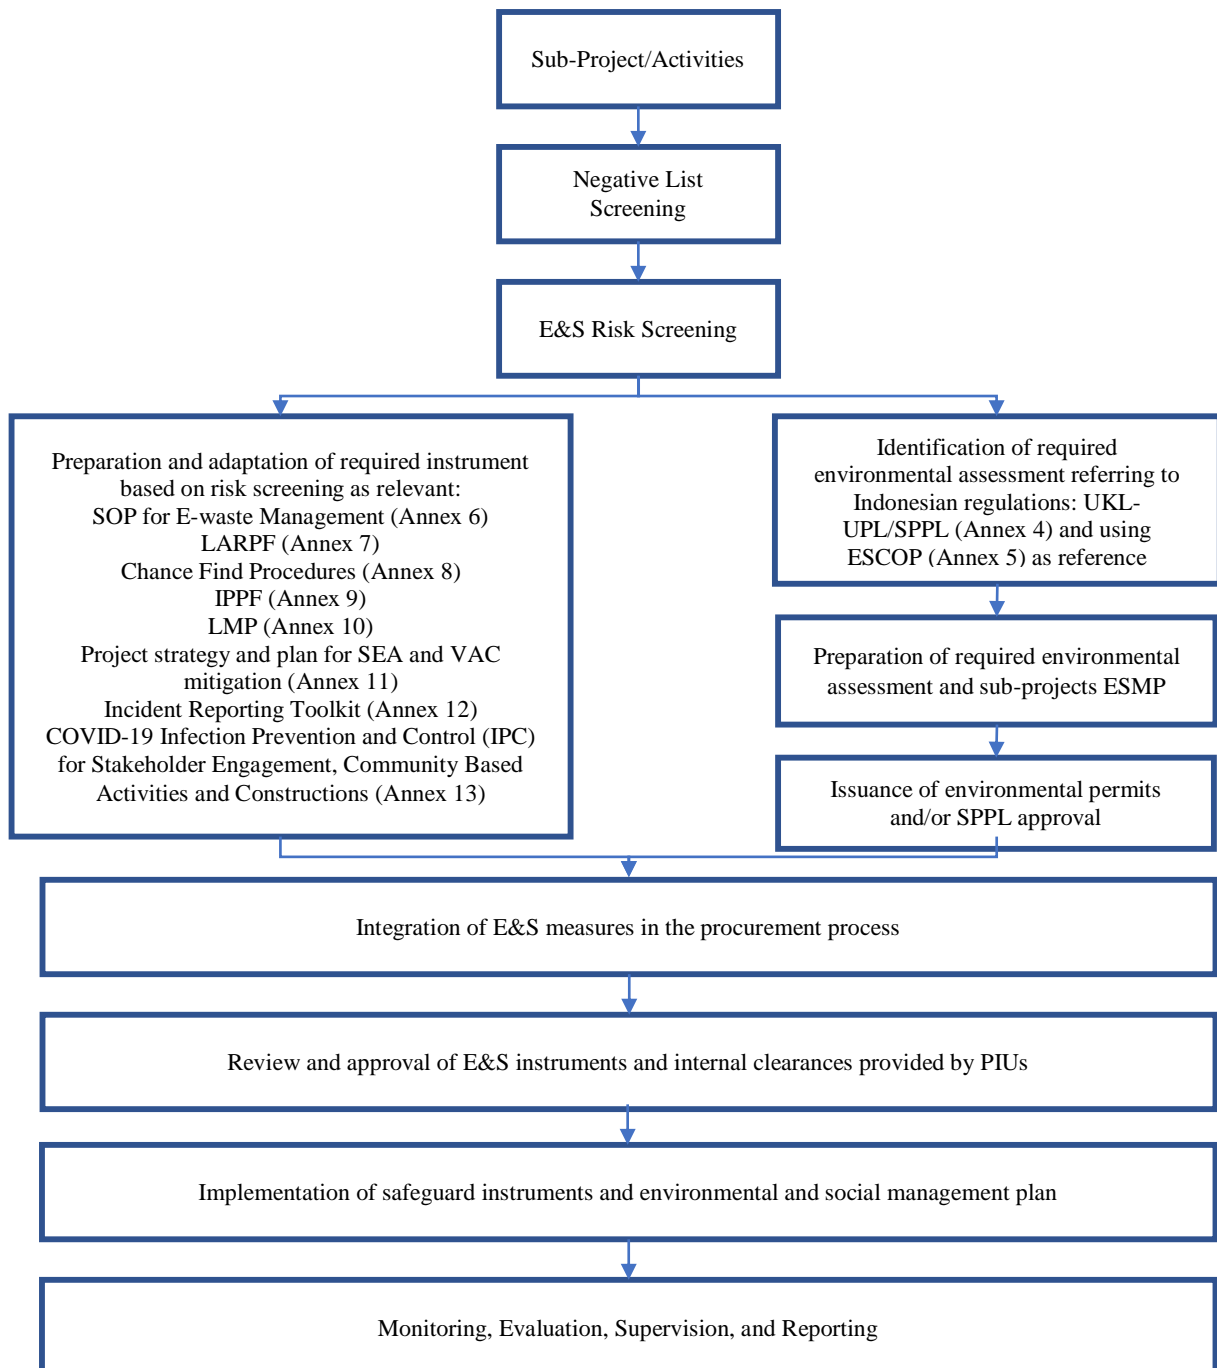 Sub-Project/Activities
Negative List
Screening
E&S Risk Screening
Preparation and adaptation of required instrument
based on risk screening as relevant:
SOP for E-waste Management (Annex 6)
LARPF (Annex 7)
Chance Find Procedures (Annex 8)
IPPF (Annex 9)
LMP (Annex 10)
Project strategy and plan for SEA and VAC
mitigation (Annex 11)
Incident Reporting Toolkit (Annex 12)
COVID-19 Infection Prevention and Control (IPC)
for Stakeholder Engagement, Community Based
Activities and Constructions (Annex 13)
Identification of required
environmental assessment referring to
Indonesian regulations: UKL-
UPL/SPPL (Annex 4) and using
ESCOP (Annex 5) as reference
Preparation of required environmental
assessment and sub-projects ESMP
Issuance of environmental permits
and/or SPPL approval
Integration of E&S measures in the procurement process
Review and approval of E&S instruments and internal clearances provided by PIUs
Implementation of safeguard instruments and environmental and social management plan
Monitoring, Evaluation, Supervision, and Reporting